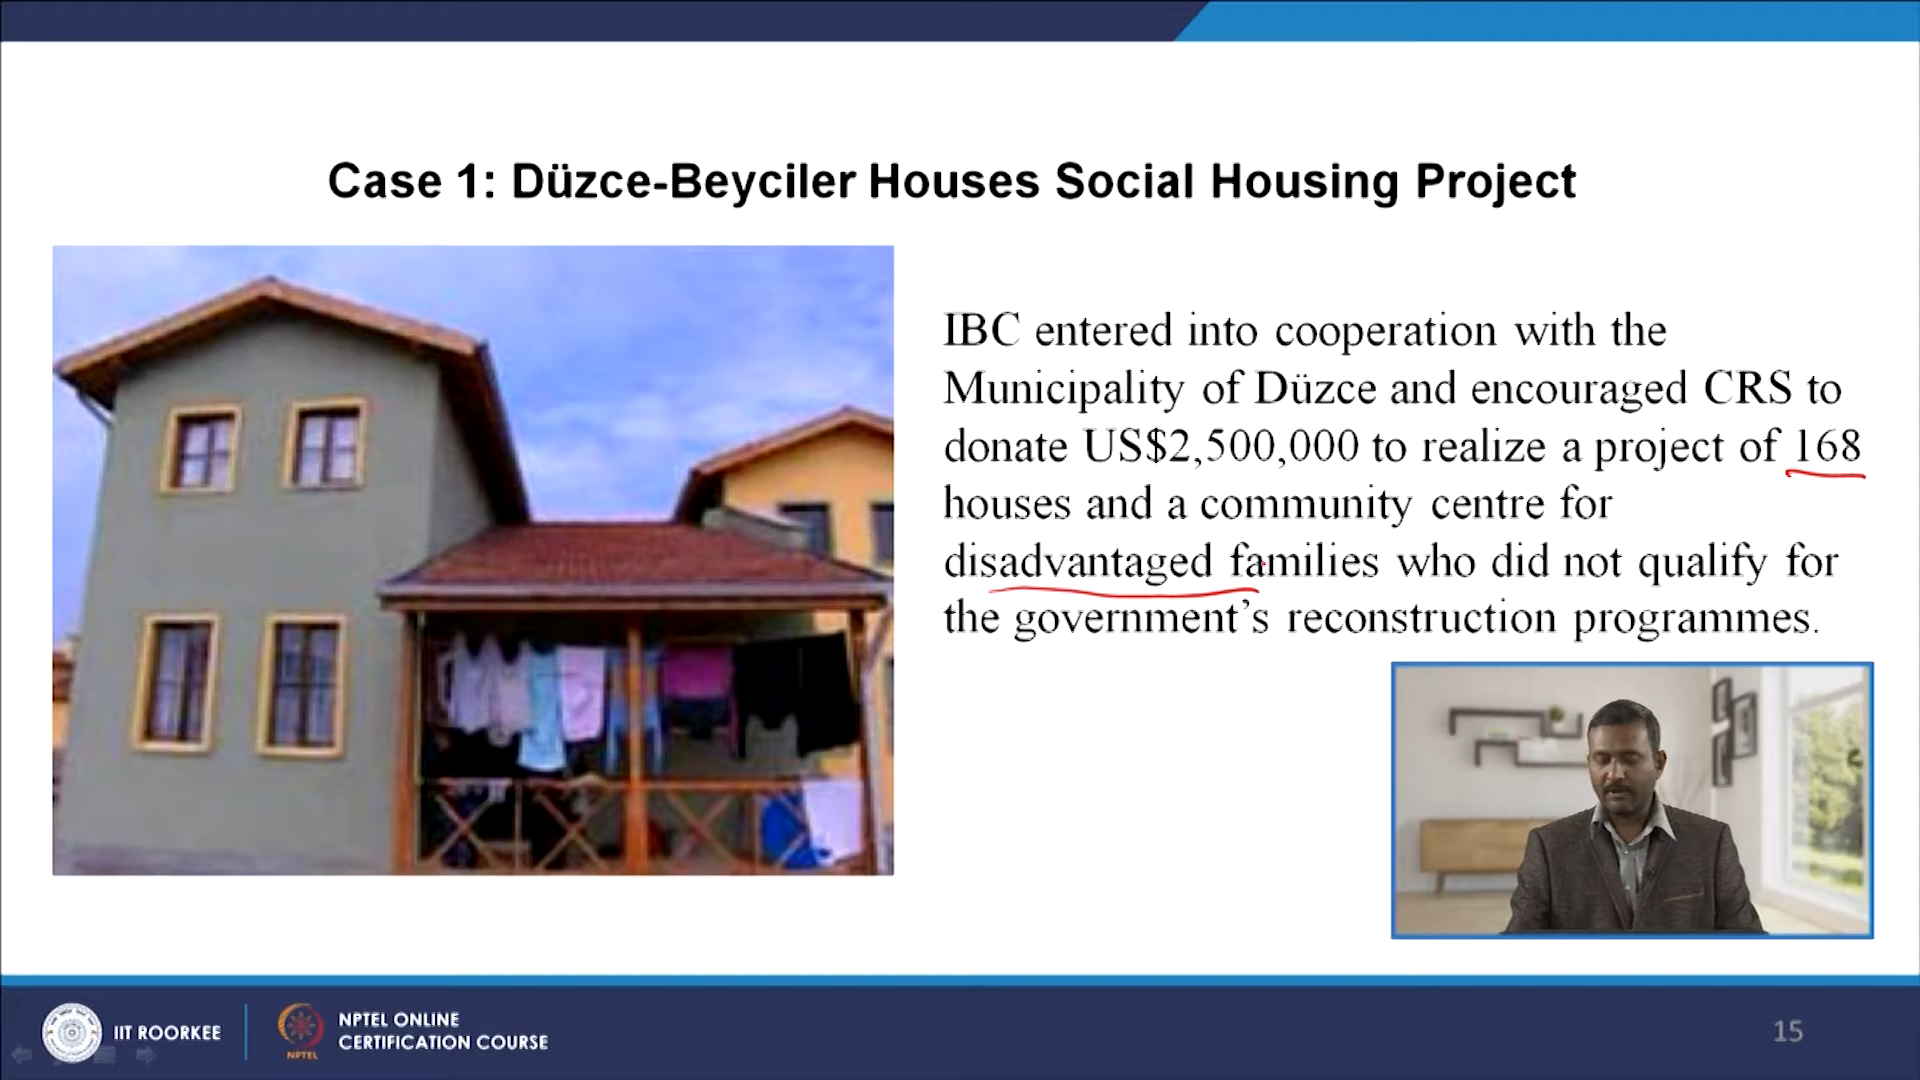 Case 1: Düzce-Beyciler Houses Social Housing Project
IBC entered into cooperation with the
Municipality of Düzce and encouraged CRS to
donate US$2,500,000 to realize a project of 168
houses and a community centre for
disadvantaged families who did not qualify for
the government’s reconstruction programmes.
IIT ROORKEE
NPTEL
NPTEL ONLINE
CERTIFICATION COURSE
15